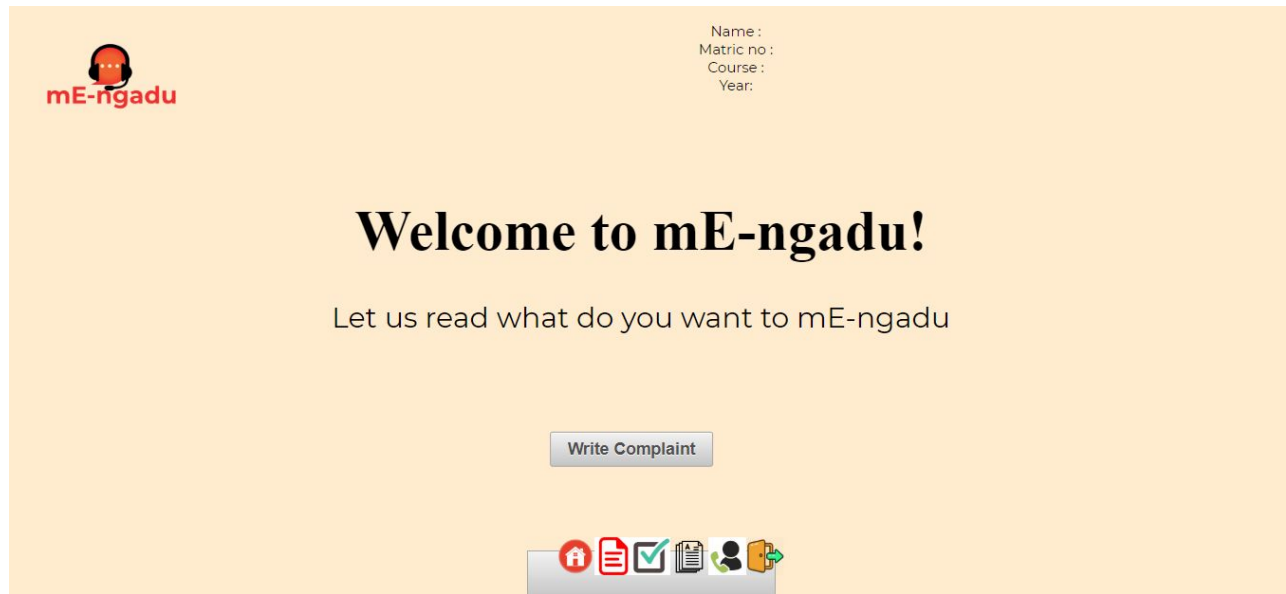 mE-ngadu
Name :
Matric no :
Course :
Year:
Welcome to mE-ngadu!
Let us read what do you want to mE-ngadu
Write Complaint